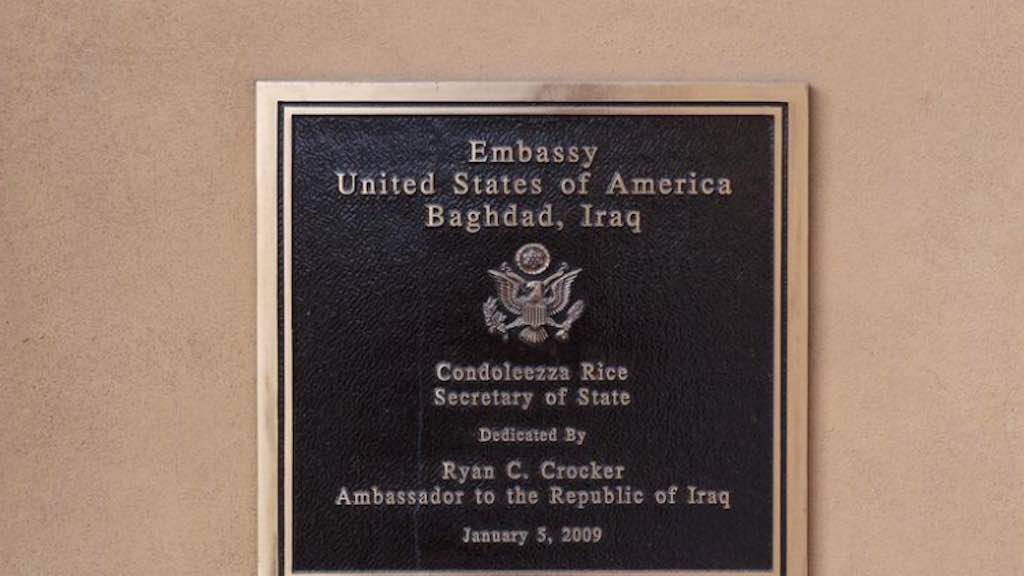 Embassy
United States of America
Baghdad, Iraq
Condoleezza Rice
Secretary of State
Dedicated By
Ryan C. Crocker
Ambassador to the Republic of Iraq
January 5, 2009